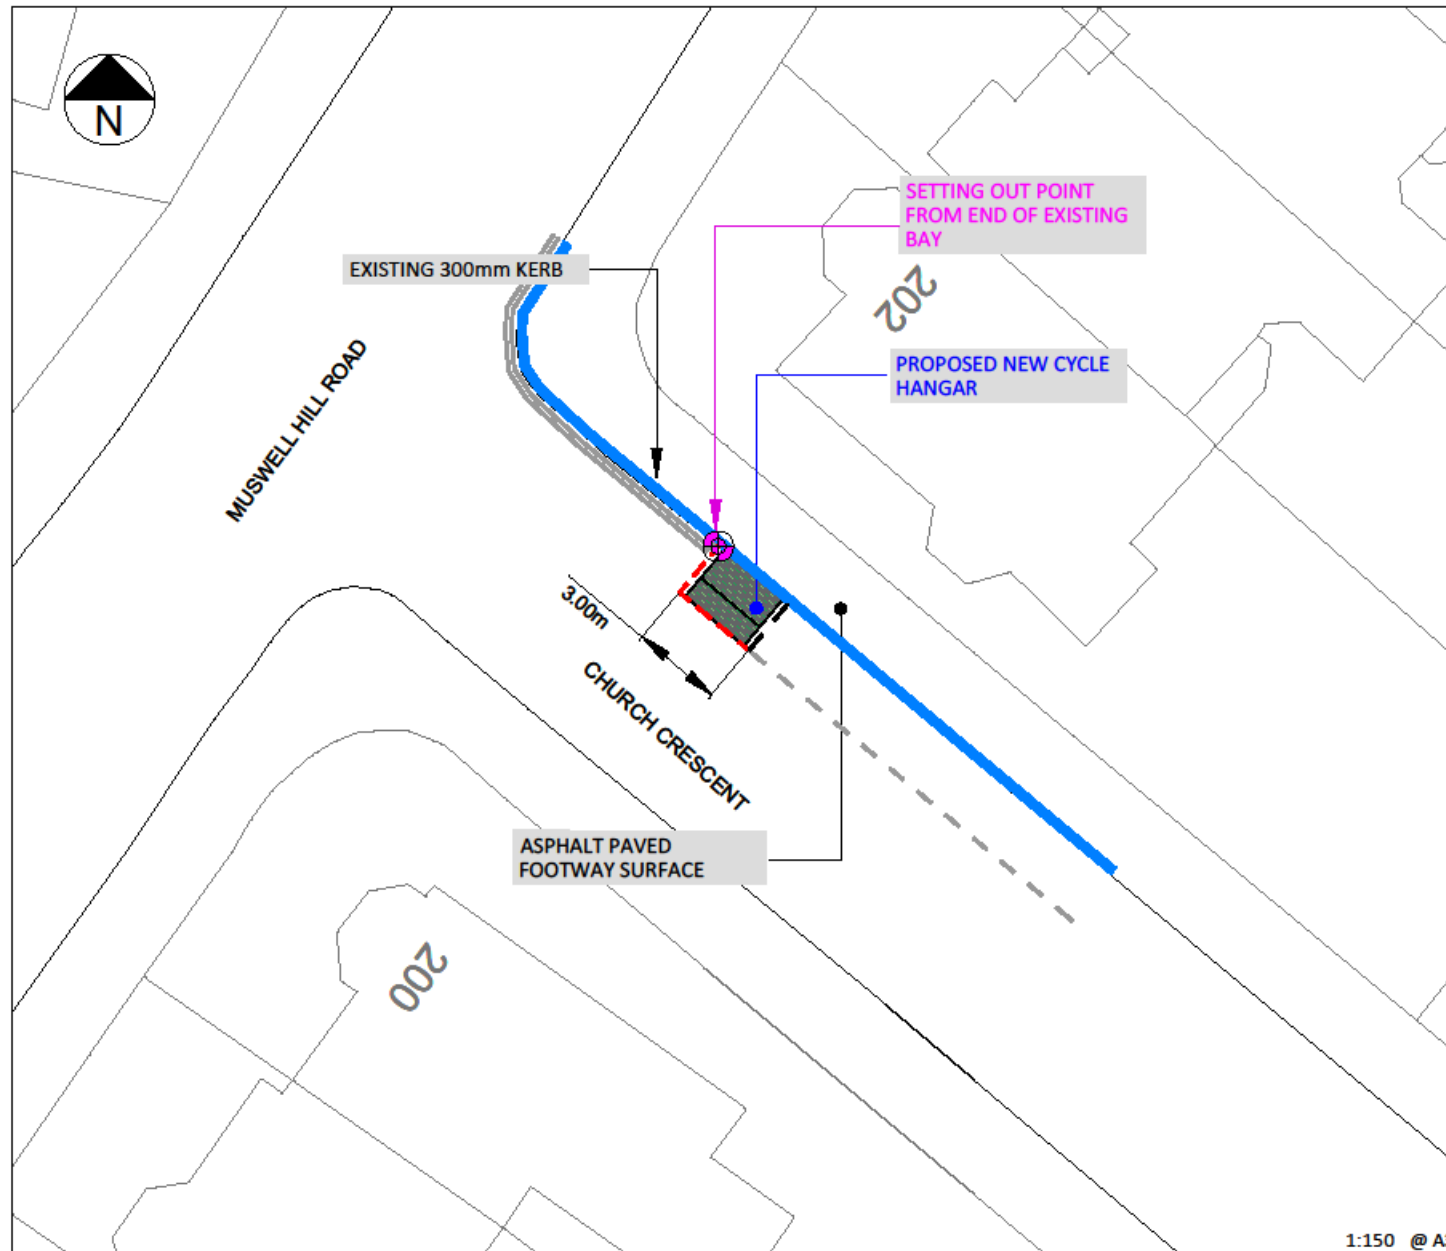 N
SETTING OUT POINT
FROM END OF EXISTING
BAY
EXISTING 300mm KERB
202
PROPOSED NEW CYCLE
HANGAR
MUSWELL HILL ROAD
3.00m
CHURCH CRESCENT
ASPHALT PAVED
FOOTWAY SURFACE
200
1:150 @